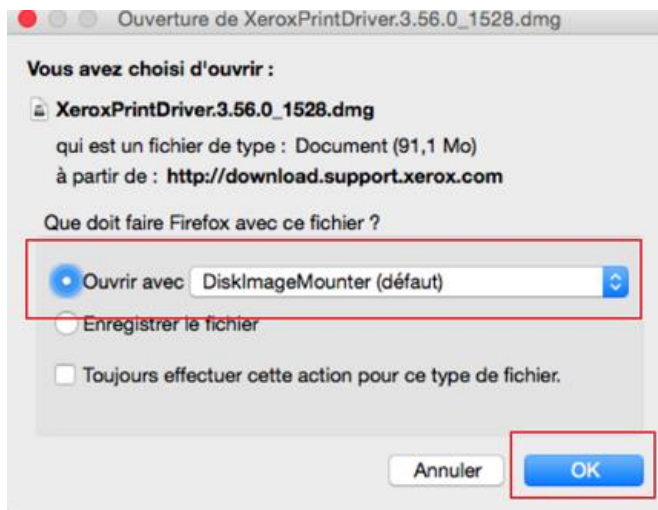 Ouverture de XeroxPrintDriver.3.56.0_1528.dmg
Vous avez choisi d'ouvrir :
XeroxPrintDriver.3.56.0_1528.dmg
qui est un fichier de type : Document (91,1 Mo)
à partir de : http://download.support.xerox.com
Que doit faire Firefox avec ce fichier ?
Ouvrir avec DiskImageMounter (défaut)
Enregistrer le fichier
Toujours effectuer cette action pour ce type de fichier.
Annuler OK